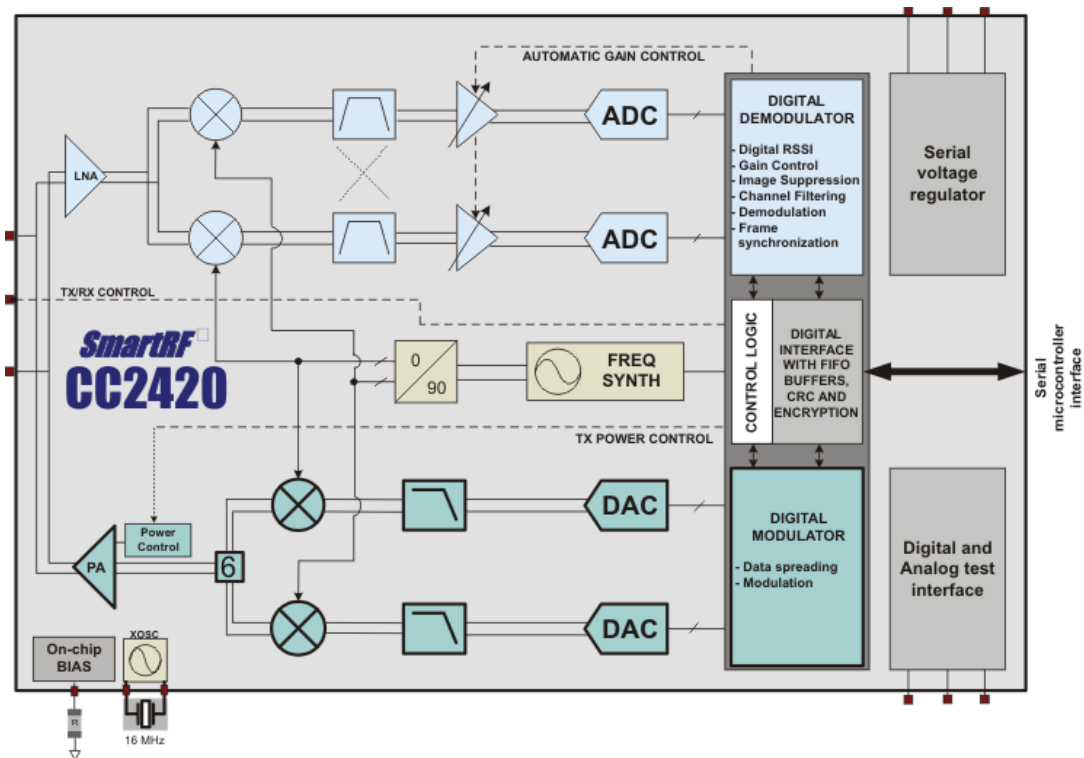 AUTOMATIC GAIN CONTROL
LNA
ADC
ADC
DIGITAL
DEMODULATOR
- Digital RSSI
- Gain Control
- Image Suppression
- Channel Filtering
- Demodulation
- Frame
synchronization
Serial
voltage
regulator
TX/RX CONTROL
SmartRF
CC2420
0
90
FREQ
SYNTH
CONTROL LOGIC
DIGITAL
INTERFACE
WITH FIFO
BUFFERS,
CRC AND
ENCRYPTION
Serial
microcontroller
interface
TX POWER CONTROL
Power
Control
PA
6
DAC
DAC
DIGITAL
MODULATOR
- Data spreading
- Modulation
Digital and
Analog test
interface
On-chip
BIAS
XOSC
R
16 MHz